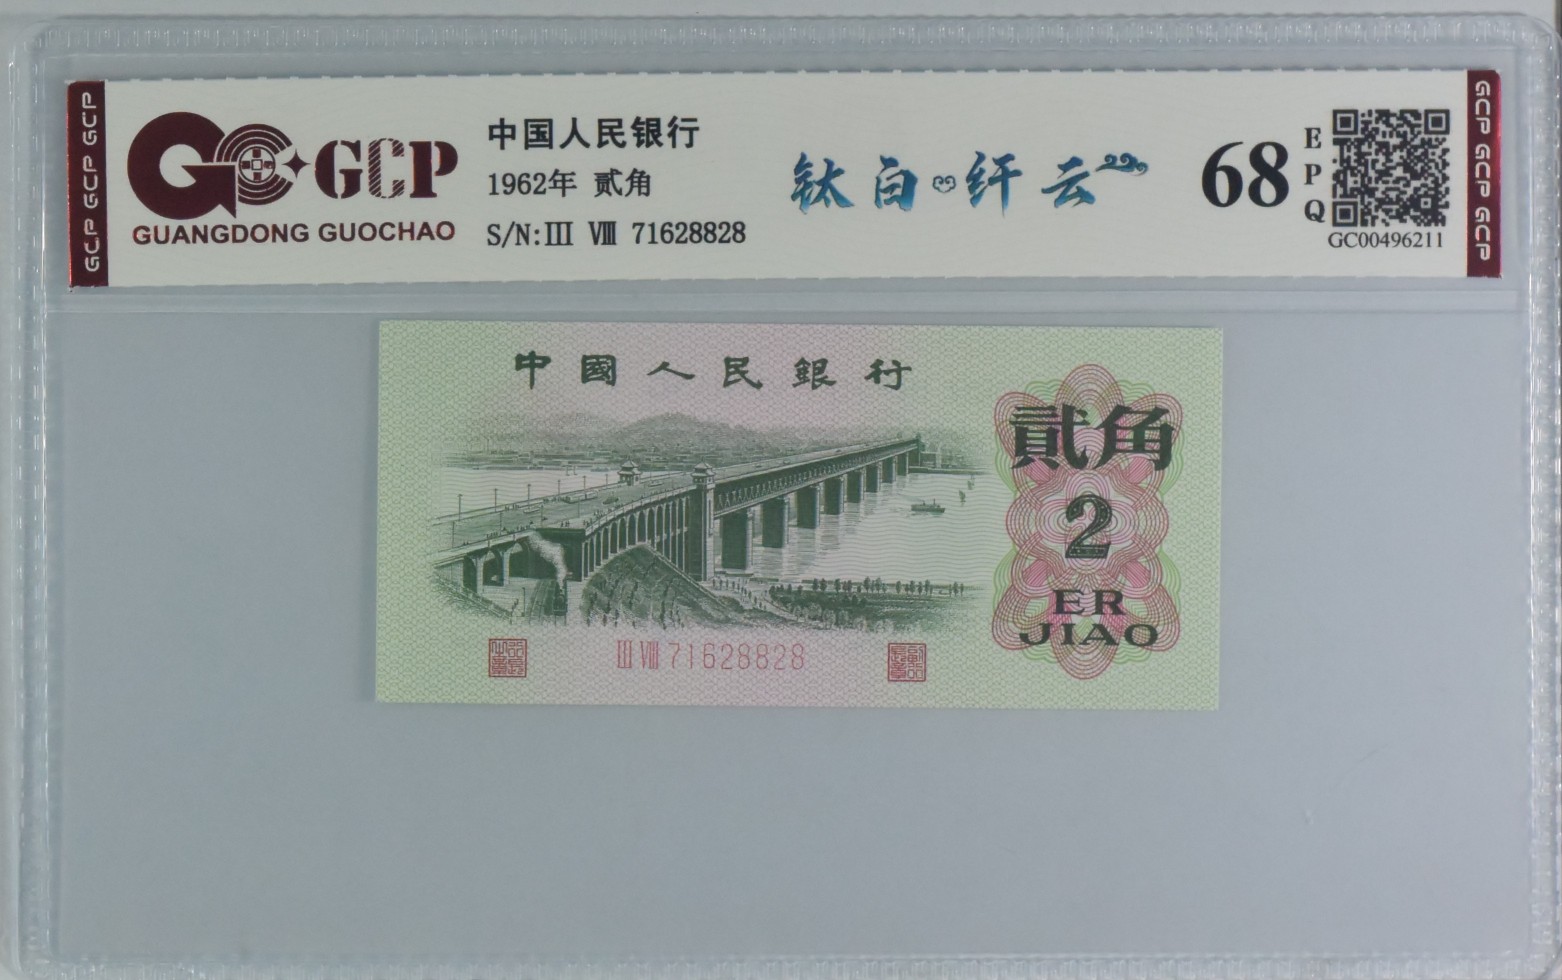 GCP GCP GCP
GCP
GUANGDONG GUOCHAO
中国人民银行
1962年 贰角
S/N:III VIII 71628828
钛白·纤云
68
EPQ
GC00496211
GCP GCP GCP
中國人民銀行
貳角
2
ER
JIAO
III VIII 71628828